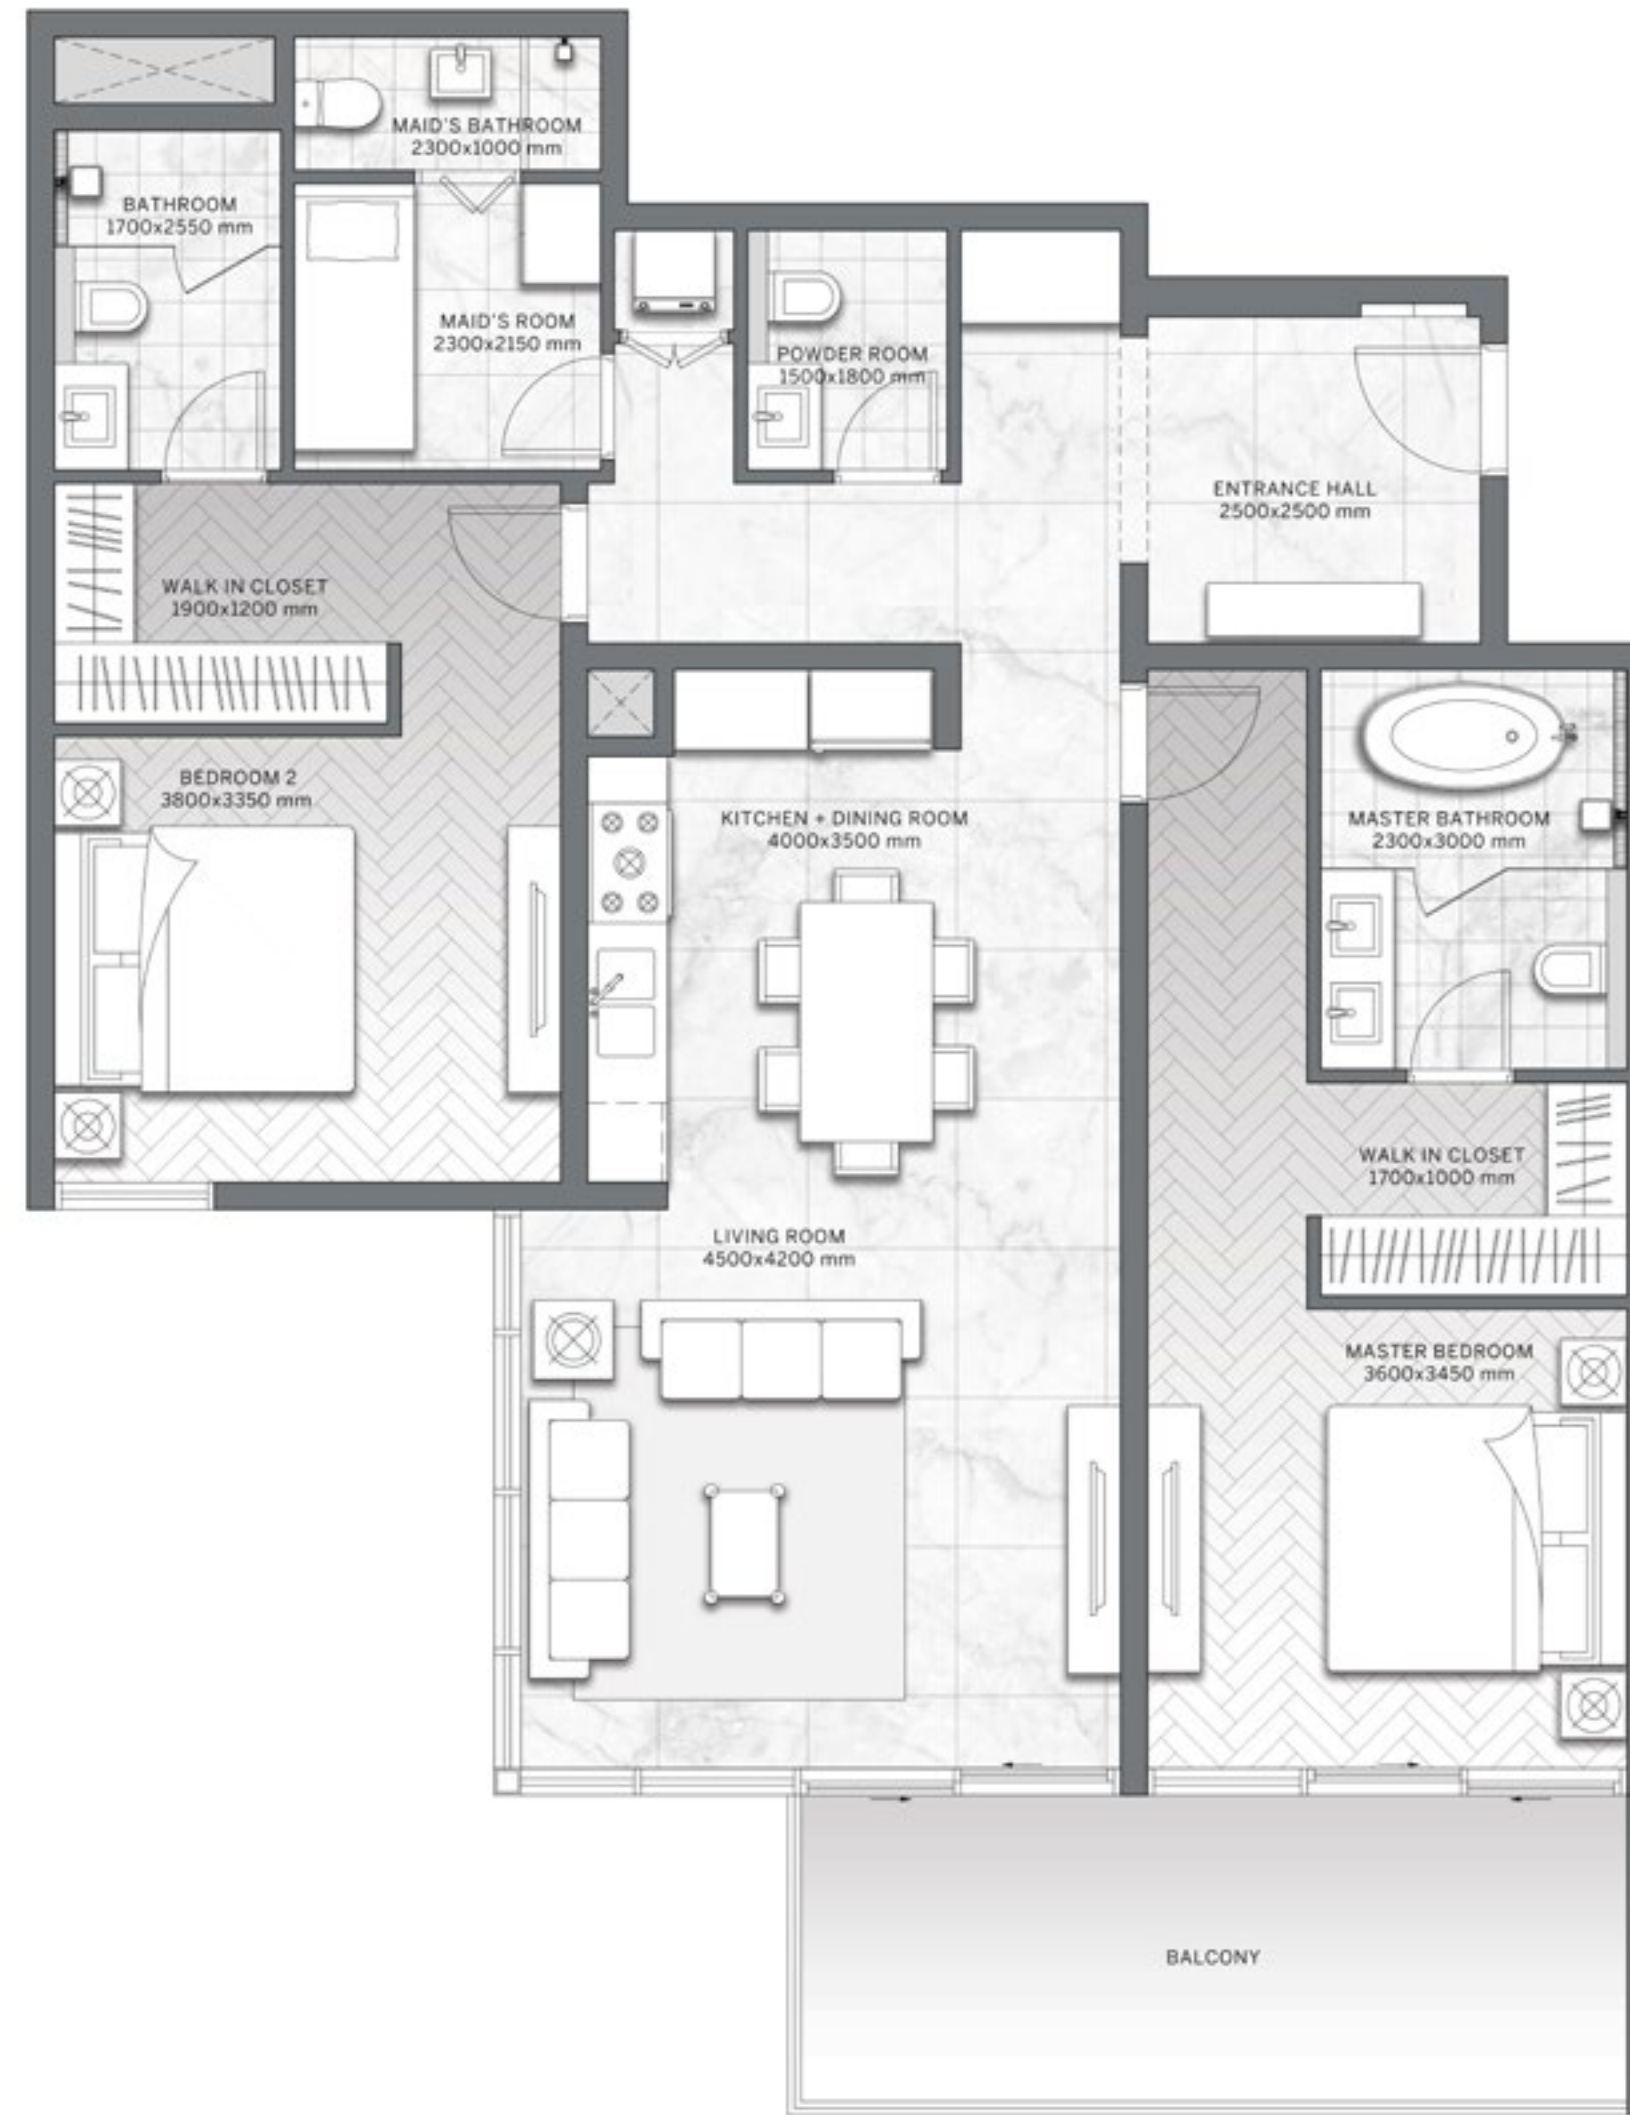 MAID'S BATHROOM
2300x1000 mm
BATHROOM
1700x2550 mm
MAID'S ROOM
2300x2150 mm
POWDER ROOM
1500x1800 mm
ENTRANCE HALL
2500x2500 mm
WALK IN CLOSET
1900x1200 mm
BEDROOM 2
3800x3350 mm
KITCHEN + DINING ROOM
4000x3500 mm
MASTER BATHROOM
2300x3000 mm
WALK IN CLOSET
1700x1000 mm
LIVING ROOM
4500x4200 mm
MASTER BEDROOM
3600x3450 mm
BALCONY